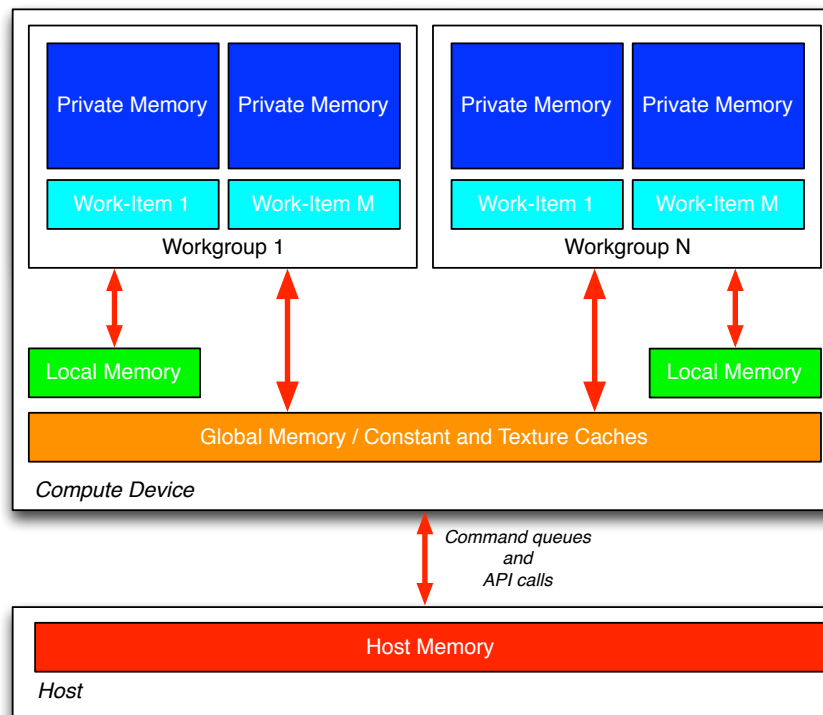 Private Memory
Private Memory
Private Memory
Private Memory
Work-Item 1
Work-Item M
Work-Item 1
Work-Item M
Workgroup 1
Workgroup N
Local Memory
Local Memory
Global Memory / Constant and Texture Caches
Compute Device
Command queues
and
API calls
Host Memory
Host